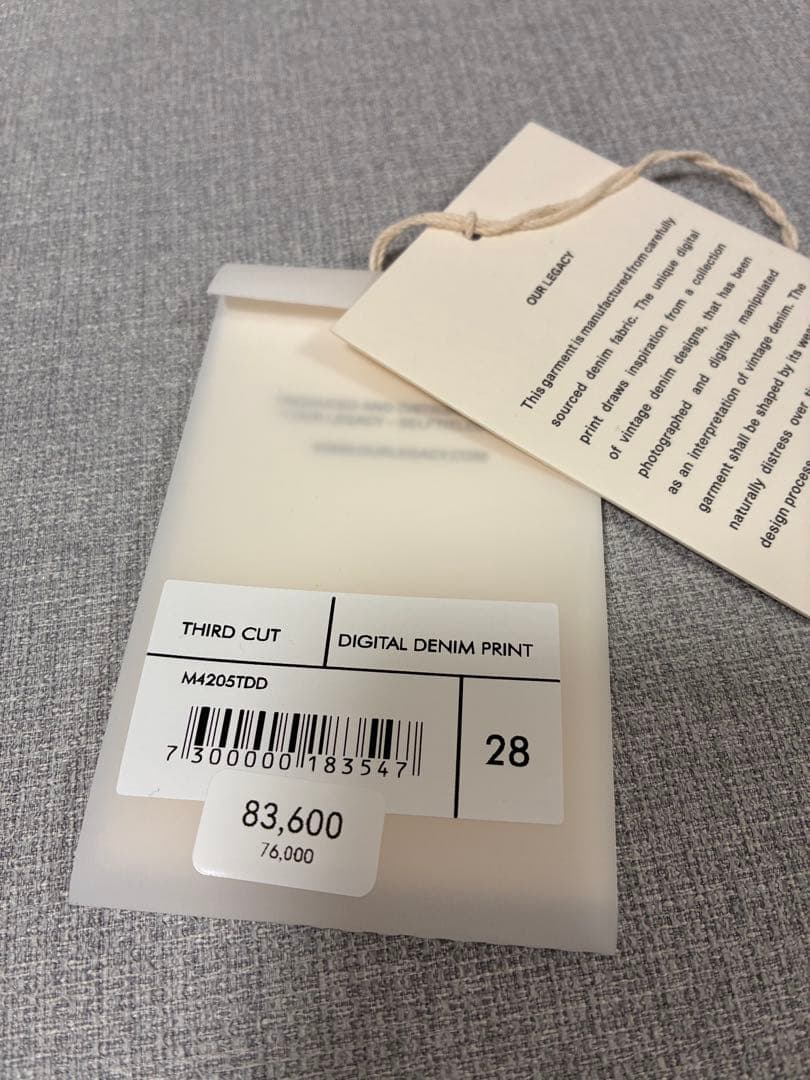 OUR LEGACY
This garment is manufactured from carefully
sourced denim fabric. The unique digital
print draws inspiration from a collection
of vintage denim designs, that has been
photographed and digitally manipulated
as an interpretation of vintage denim. The
garment shall be shaped by its
naturally distress over
design process
THIRD CUT
DIGITAL DENIM PRINT
M4205TDD
28
7 300000 183547
83,600
76,000